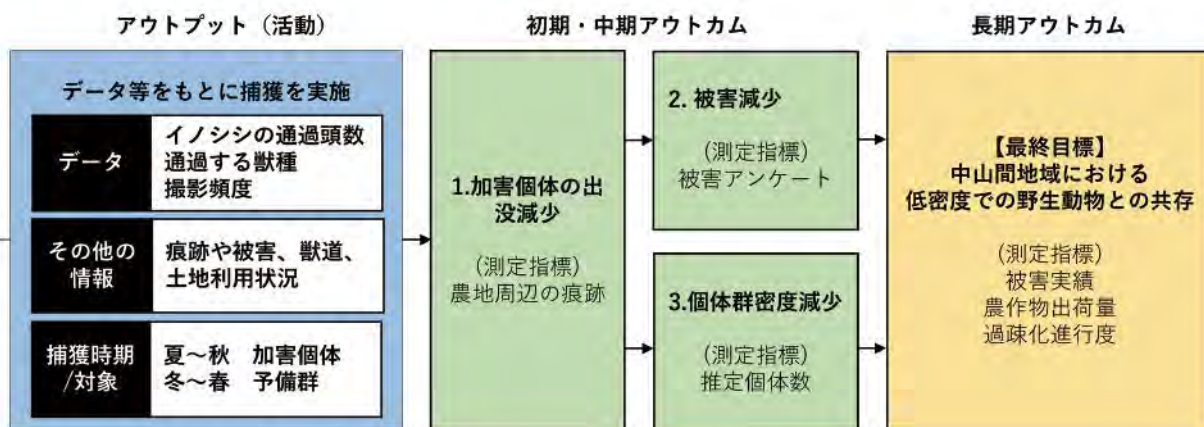 アウトプット（活動）
初期・中期アウトカム
長期アウトカム
データ等をもとに捕獲を実施
データ
イノシシの通過頭数
通過する獣種
撮影頻度
その他の
情報
痕跡や被害、獣道、
土地利用状況
捕獲時期
/対象
夏～秋　加害個体
冬～春　予備群
1.加害個体の出
没減少
(測定指標)
農地周辺の痕跡
2. 被害減少
(測定指標)
被害アンケート
3.個体群密度減少
(測定指標)
推定個体数
【最終目標】
中山間地域における
低密度での野生動物との共存
(測定指標)
被害実績
農作物出荷量
過疎化進行度